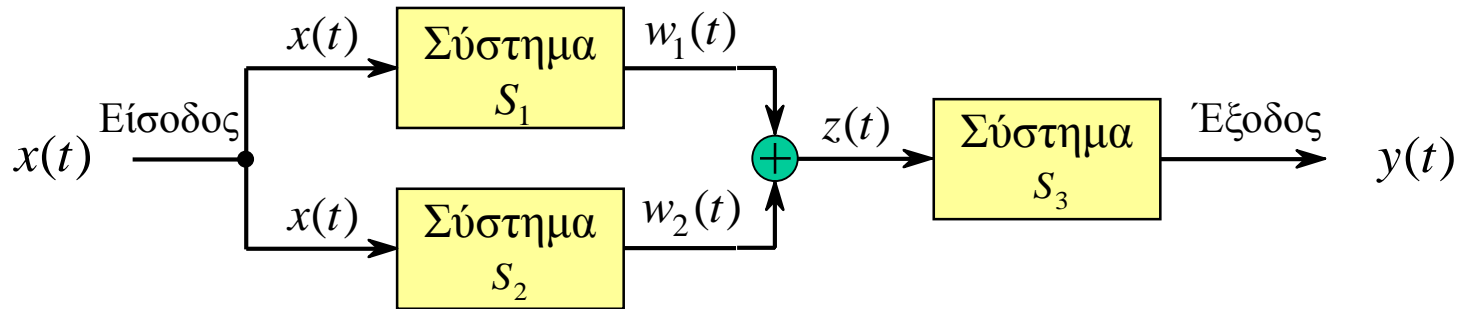 x(t) Σύστημα w₁(t)
S₁
Είσοδος z(t) Σύστημα Έξοδος
x(t) S₃ y(t)
x(t) Σύστημα w₂(t)
S₂